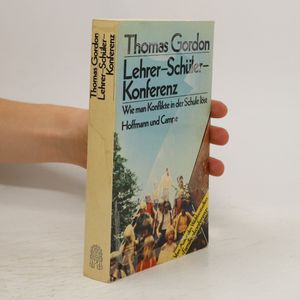 Thomas Gordon
Lehrer-Schüler-
Konferenz
Wie man Konflikte in der Schule löst
Hoffmann und Campe
Thomas Gordon
Lehrer-Schüler-
Konferenz